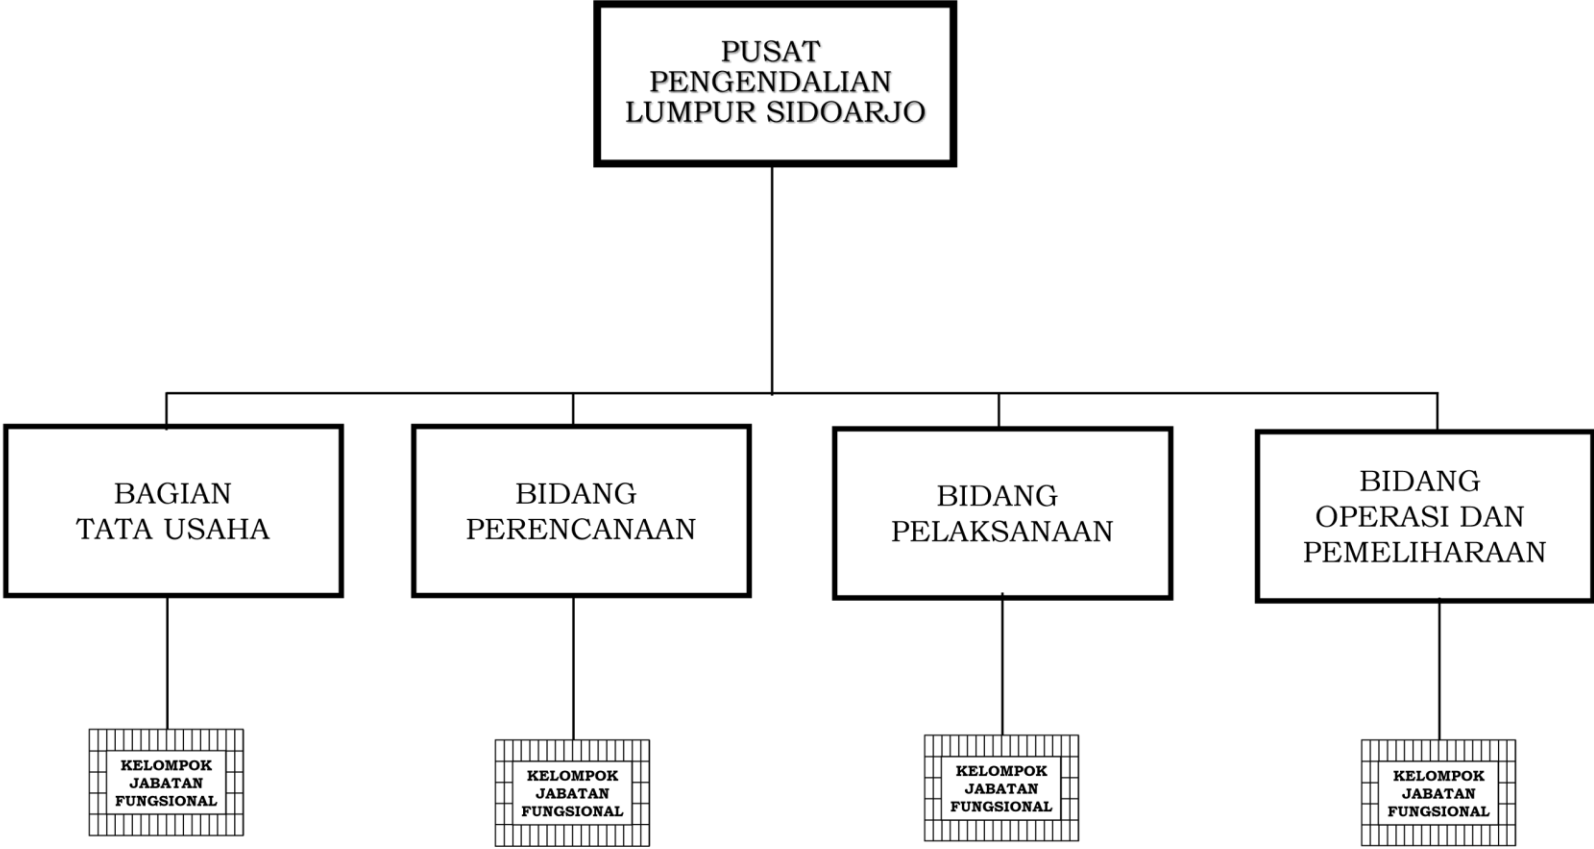 PUSAT
PENGENDALIAN
LUMPUR SIDOARJO
BAGIAN
TATA USAHA
BIDANG
PERENCANAAN
BIDANG
PELAKSANAAN
BIDANG
OPERASI DAN
PEMELIHARAAN
KELOMPOK
JABATAN
FUNGSIONAL
KELOMPOK
JABATAN
FUNGSIONAL
KELOMPOK
JABATAN
FUNGSIONAL
KELOMPOK
JABATAN
FUNGSIONAL